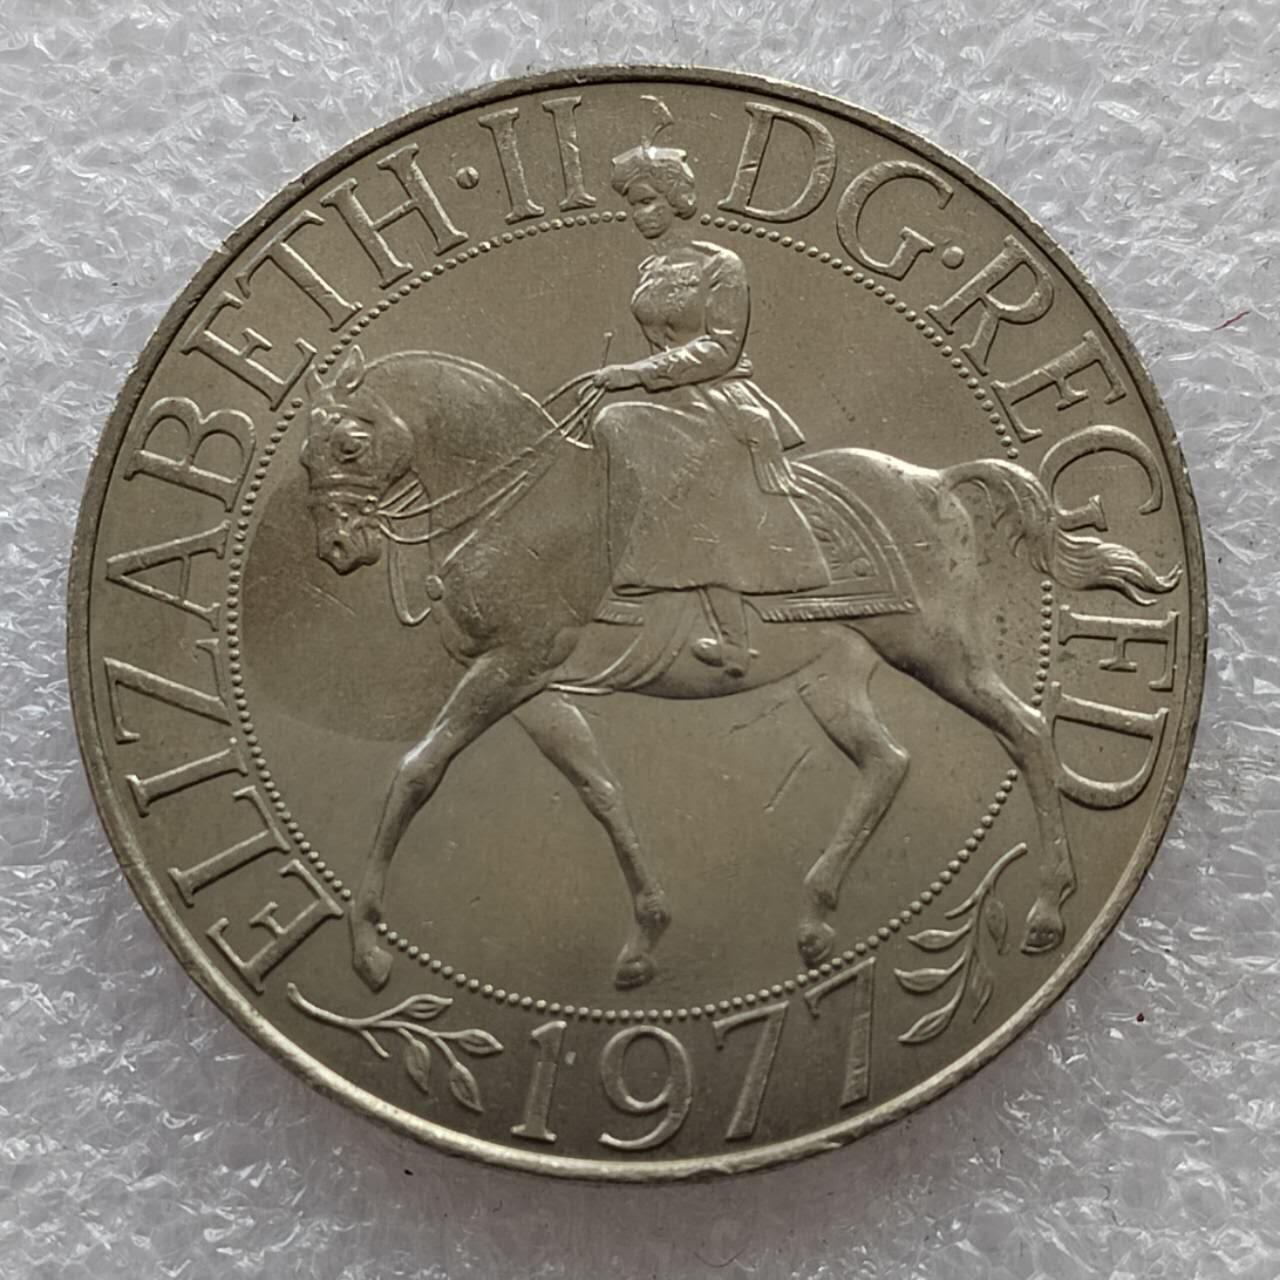 ELIZABETH·II DG·REG FD
1977